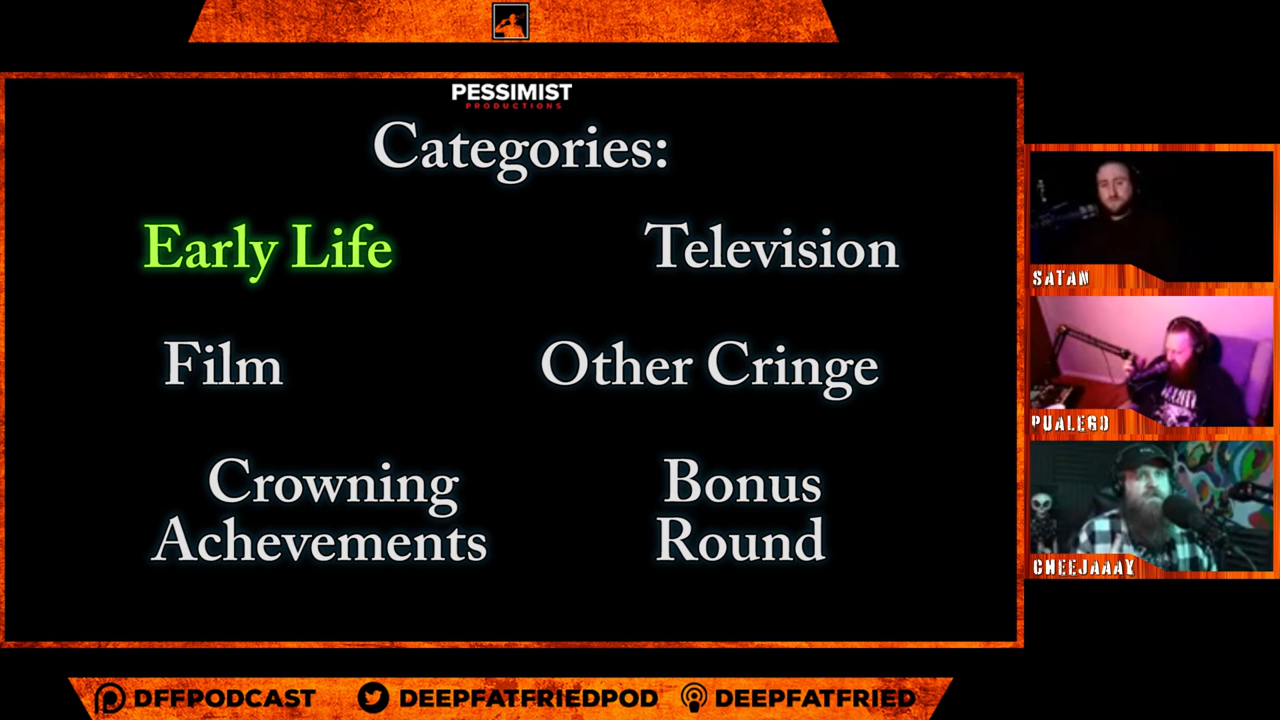 PESSIMIST
PRODUCTIONS
Categories:
Early Life
Television
Film
Other Cringe
Crowning
Achevements
Bonus
Round
SATAN
PUALEGO
CHEEJAAAY
DFFPODCAST
DEEPFATFRIEDPOD
DEEPFATFRIED